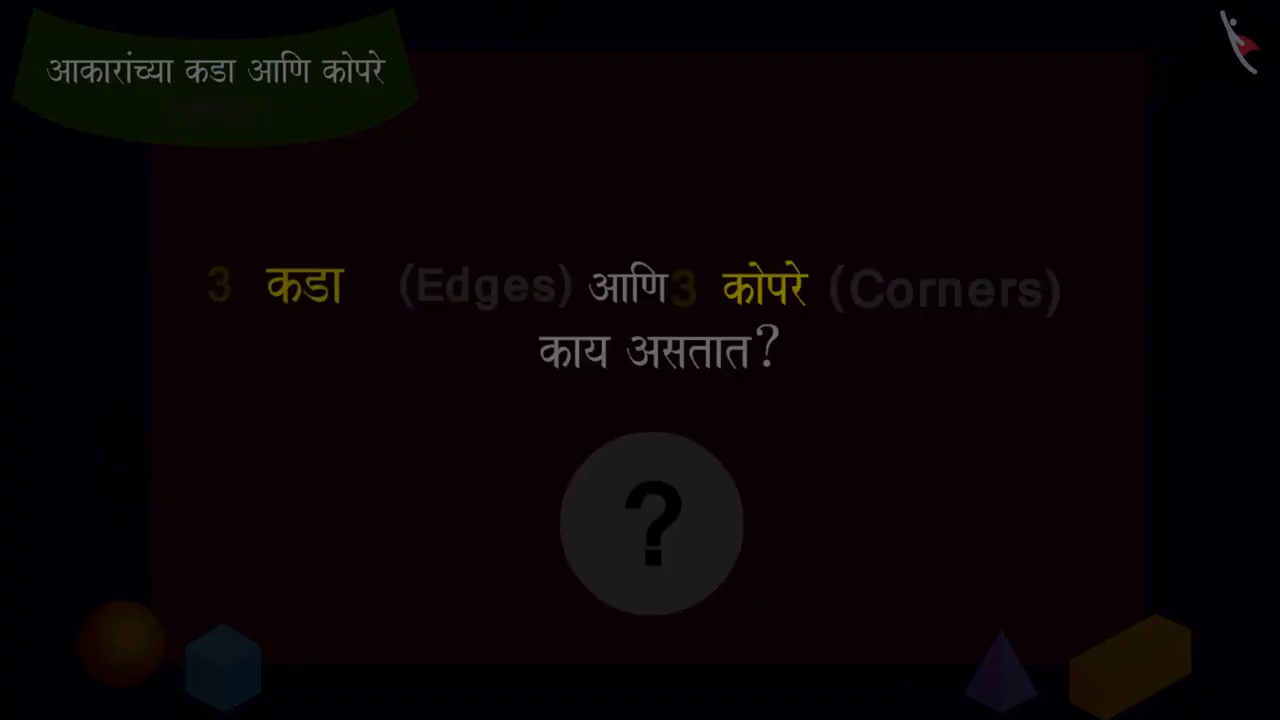 आकारांच्या कडा आणि कोपरे
3 कडा (Edges) आणि 3 कोपरे (Corners)
काय असतात?
?